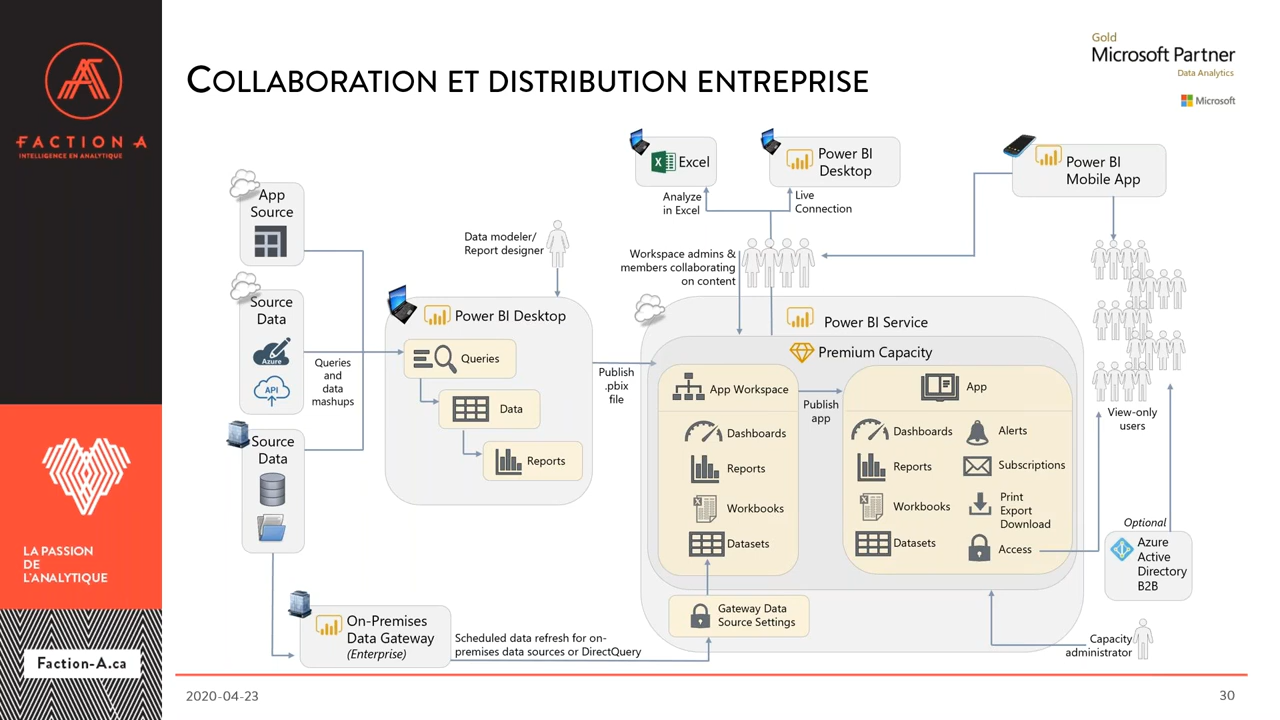 FACTION A
INTELLIGENCE EN ANALYTIQUE
LA PASSION
DE
L'ANALYTIQUE
Faction-A.ca
COLLABORATION ET DISTRIBUTION ENTREPRISE
Gold
Microsoft Partner
Data Analytics
Microsoft
App
Source
Source
Data
Azure
API
Source
Data
Queries
and
data
mashups
Data modeler/
Report designer
Power BI Desktop
Queries
Data
Reports
Publish
.pbix
file
On-Premises
Data Gateway
(Enterprise)
Scheduled data refresh for on-
premises data sources or DirectQuery
Excel
Power BI
Desktop
Analyze
in Excel
Live
Connection
Workspace admins &
members collaborating
on content
Power BI
Mobile App
Power BI Service
Premium Capacity
App Workspace
Dashboards
Reports
Workbooks
Datasets
Publish
app
App
Dashboards
Reports
Workbooks
Datasets
Alerts
Subscriptions
Print
Export
Download
Access
Gateway Data
Source Settings
View-only
users
Optional
Azure
Active
Directory
B2B
Capacity
administrator
2020-04-23
30